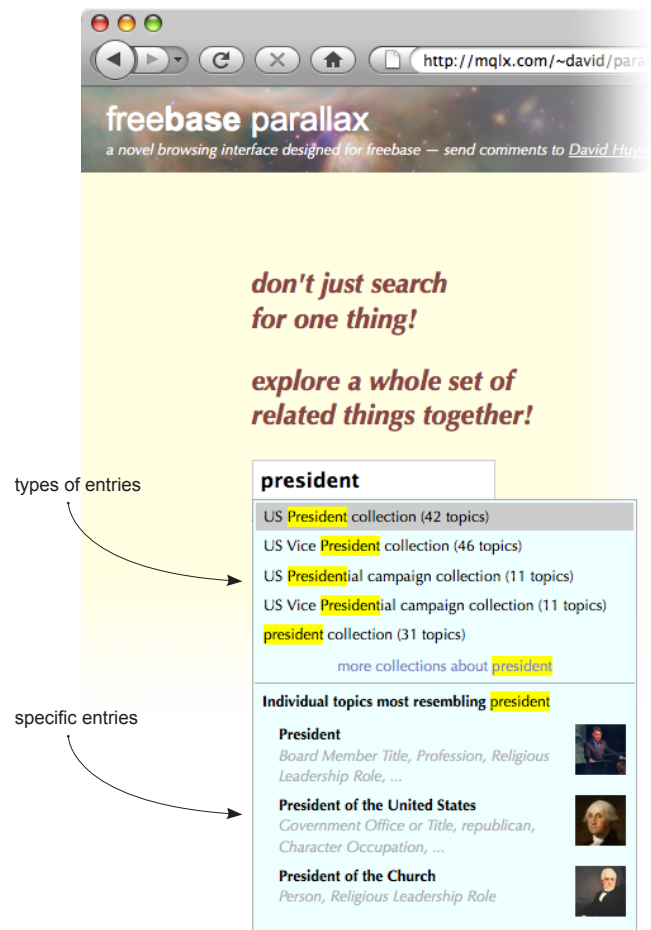 http://mqlx.com/~david/para
freebase parallax
a novel browsing interface designed for freebase — send comments to David Huyn
don't just search
for one thing!
explore a whole set of
related things together!
types of entries
president
US President collection (42 topics)
US Vice President collection (46 topics)
US Presidential campaign collection (11 topics)
US Vice Presidential campaign collection (11 topics)
president collection (31 topics)
more collections about president
Individual topics most resembling president
specific entries
President
Board Member Title, Profession, Religious
Leadership Role, ...
President of the United States
Government Office or Title, republican,
Character Occupation, ...
President of the Church
Person, Religious Leadership Role